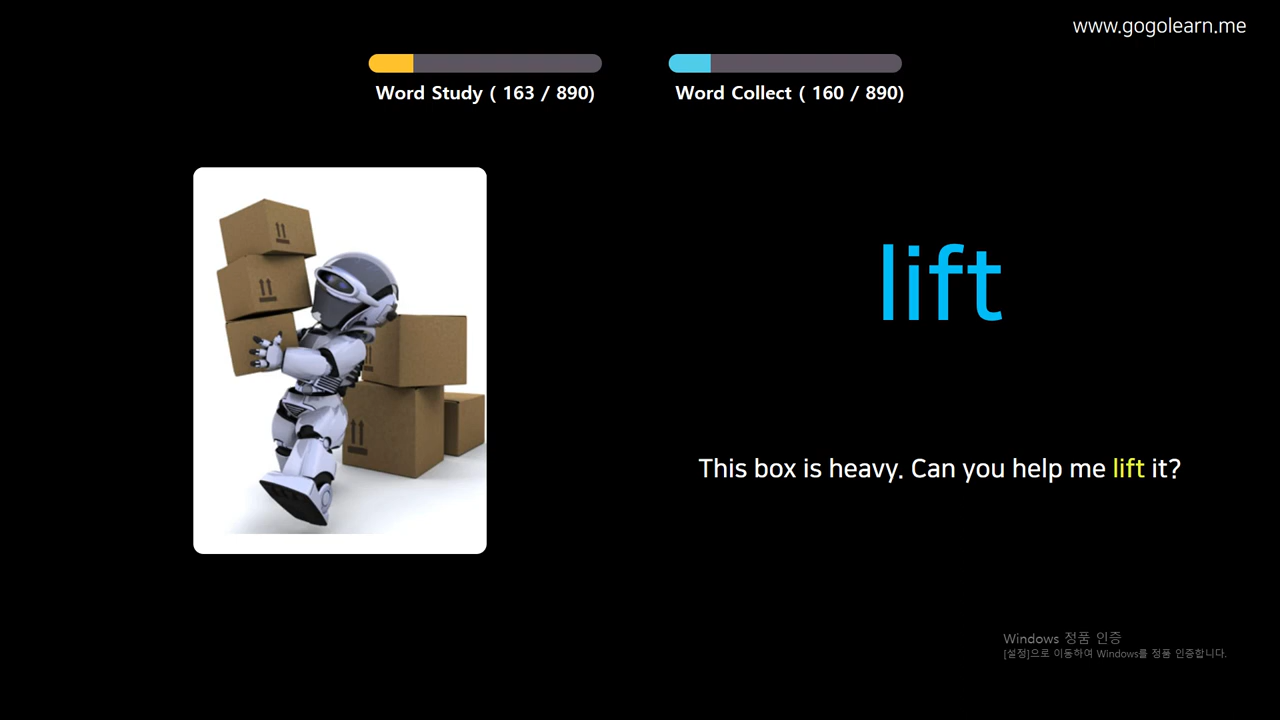 www.gogolearn.me
Word Study ( 163 / 890)
Word Collect ( 160 / 890)
lift
This box is heavy. Can you help me lift it?
Windows 정품 인증
[설정]으로 이동하여 Windows를 정품 인증합니다.